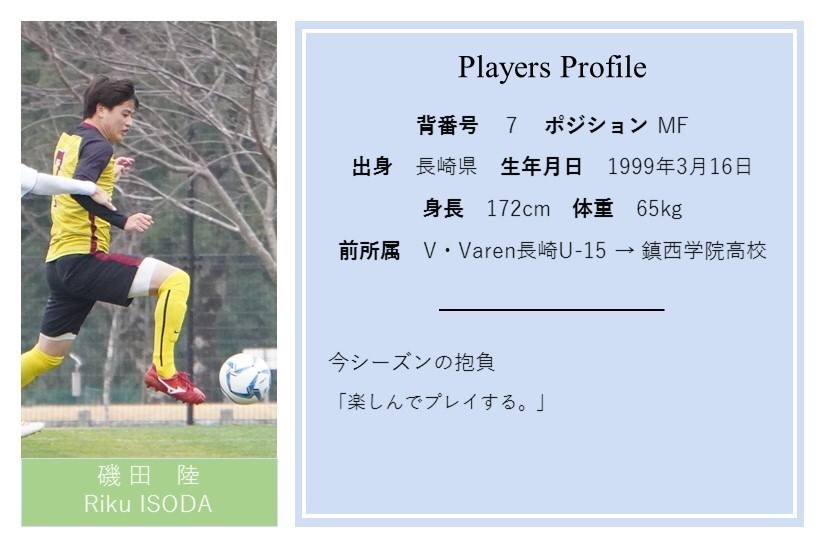 Players Profile
背番号　7　ポジション MF
出身　長崎県　生年月日　1999年3月16日
身長　172cm　体重　65kg
前所属　V・Varen長崎U-15 → 鎮西学院高校
今シーズンの抱負
「楽しんでプレイする。」
磯田　陸
Riku ISODA